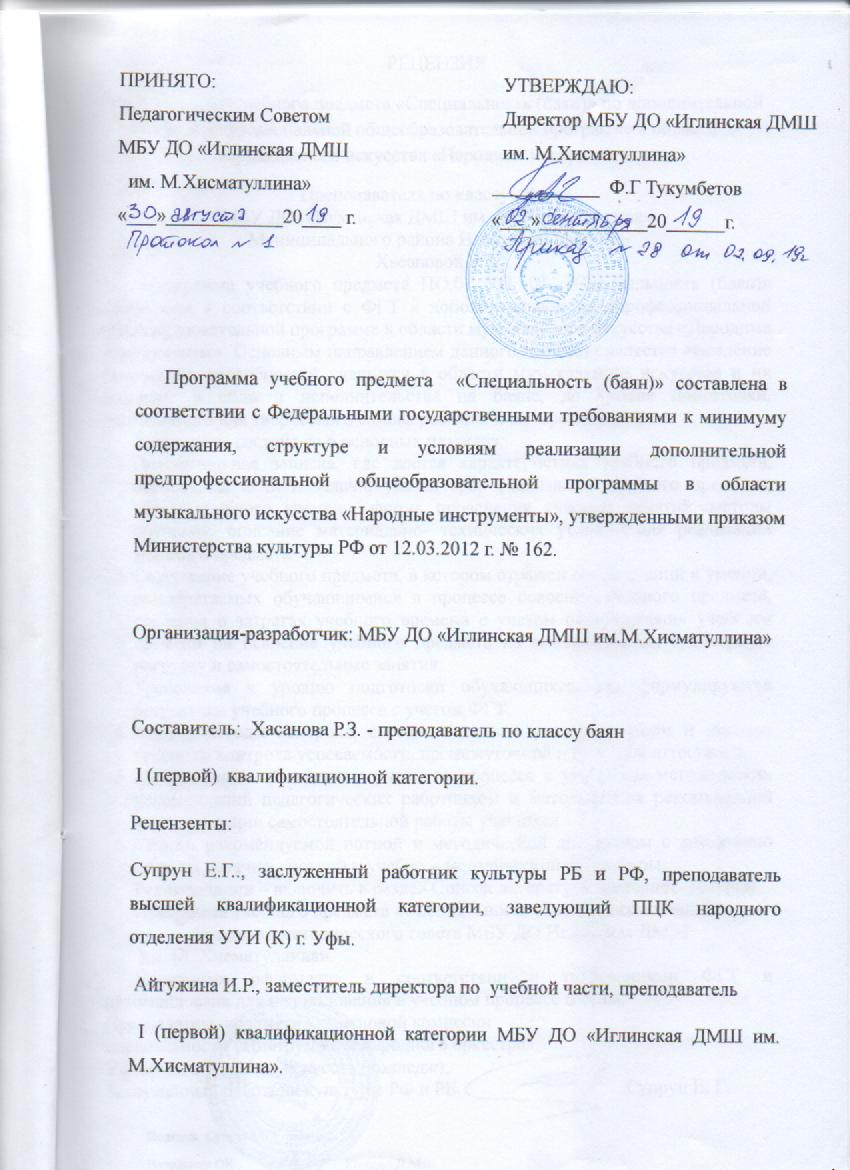 ПРИНЯТО:
Педагогическим Советом
МБУ ДО «Иглинская ДМШ
им. М.Хисматуллина»
«30» августа 2019 г.
Протокол № 1
УТВЕРЖДАЮ:
Директор МБУ ДО «Иглинская ДМШ
им. М.Хисматуллина»
Ф.Г Тукумбетов
«02» сентября 2019 г.
Приказ № 28 от 02.09.19г
Программа учебного предмета «Специальность (баян)» составлена в
соответствии с Федеральными государственными требованиями к минимуму
содержания, структуре и условиям реализации дополнительной
предпрофессиональной общеобразовательной программы в области
музыкального искусства «Народные инструменты», утвержденными приказом
Министерства культуры РФ от 12.03.2012 г. № 162.
Организация-разработчик: МБУ ДО «Иглинская ДМШ им.М.Хисматуллина»
Составитель: Хасанова Р.З. - преподаватель по классу баян
I (первой) квалификационной категории.
Рецензенты:
Супрун Е.Г.., заслуженный работник культуры РБ и РФ, преподаватель
высшей квалификационной категории, заведующий ПЦК народного
отделения УУИ (К) г. Уфы.
Айгужина И.Р., заместитель директора по учебной части, преподаватель
I (первой) квалификационной категории МБУ ДО «Иглинская ДМШ им.
М.Хисматуллина».